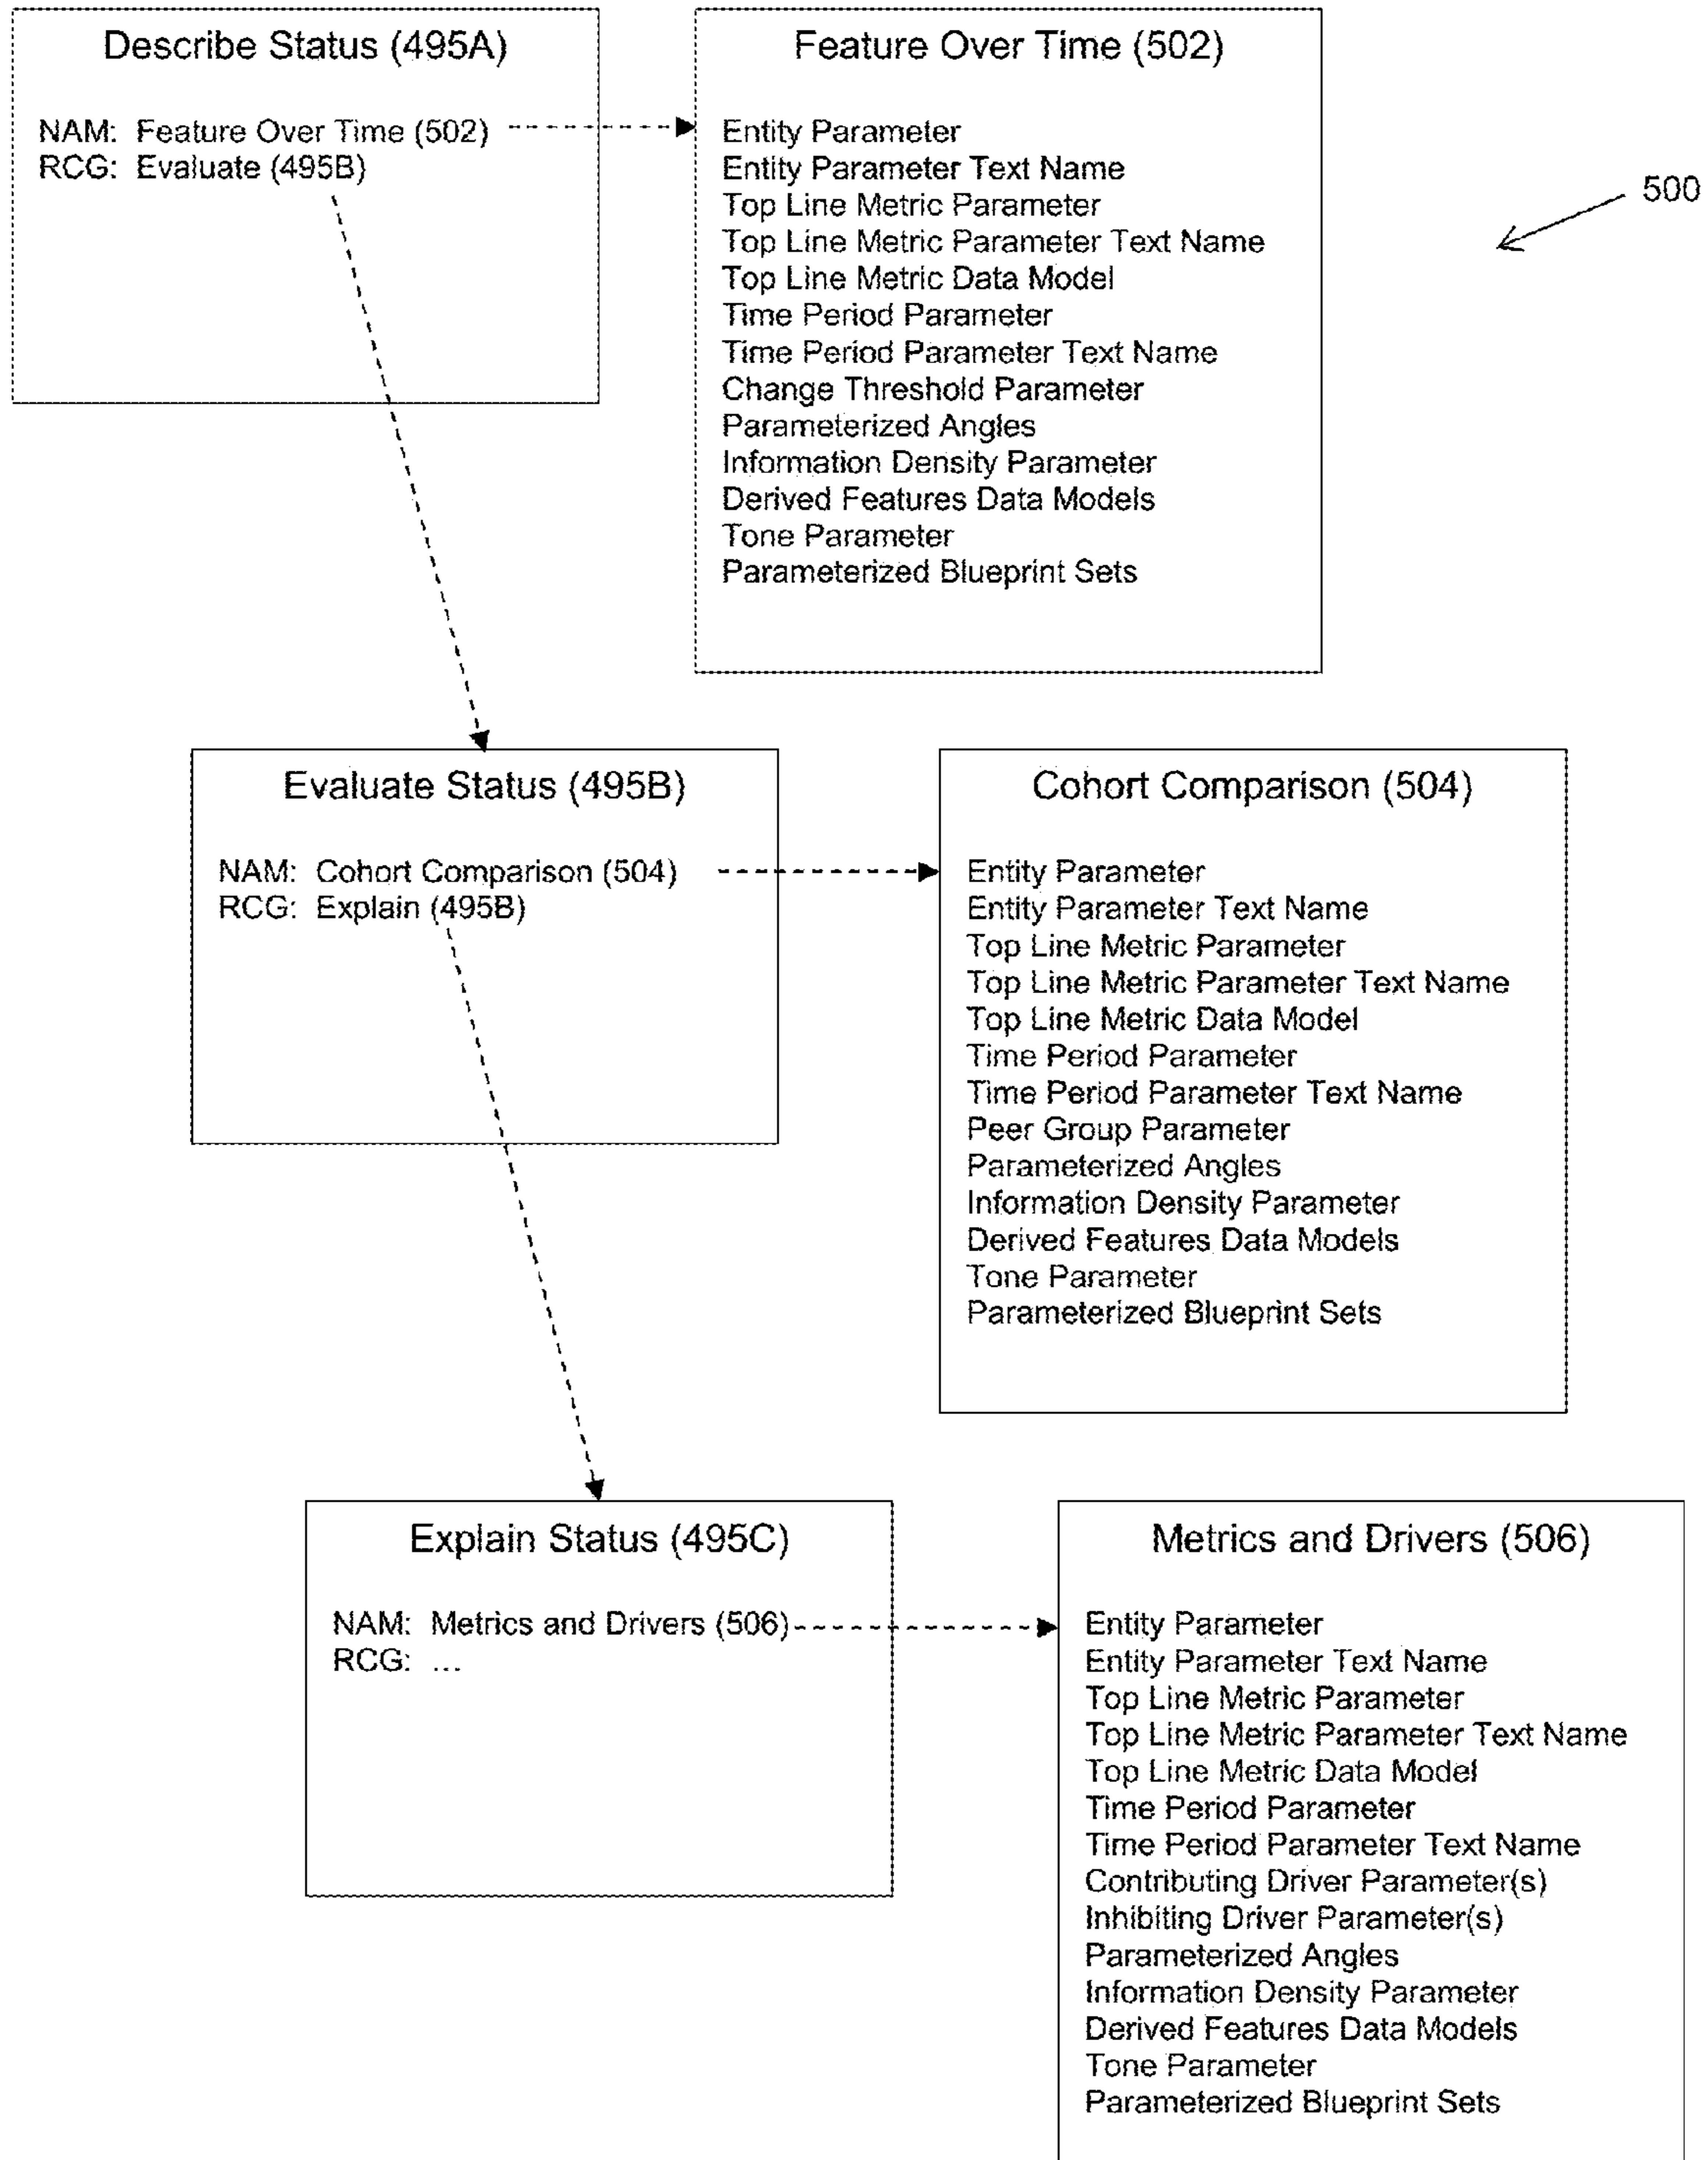 Describe Status (495A)
NAM: Feature Over Time (502)
RCG: Evaluate (495B)
Feature Over Time (502)
Entity Parameter
Entity Parameter Text Name
Top Line Metric Parameter
Top Line Metric Parameter Text Name
Top Line Metric Data Model
Time Period Parameter
Time Period Parameter Text Name
Change Threshold Parameter
Parameterized Angles
Information Density Parameter
Derived Features Data Models
Tone Parameter
Parameterized Blueprint Sets
500
Evaluate Status (495B)
NAM: Cohort Comparison (504)
RCG: Explain (495B)
Cohort Comparison (504)
Entity Parameter
Entity Parameter Text Name
Top Line Metric Parameter
Top Line Metric Parameter Text Name
Top Line Metric Data Model
Time Period Parameter
Time Period Parameter Text Name
Peer Group Parameter
Parameterized Angles
Information Density Parameter
Derived Features Data Models
Tone Parameter
Parameterized Blueprint Sets
Explain Status (495C)
NAM: Metrics and Drivers (506)
RCG: ...
Metrics and Drivers (506)
Entity Parameter
Entity Parameter Text Name
Top Line Metric Parameter
Top Line Metric Parameter Text Name
Top Line Metric Data Model
Time Period Parameter
Time Period Parameter Text Name
Contributing Driver Parameter(s)
Inhibiting Driver Parameter(s)
Parameterized Angles
Information Density Parameter
Derived Features Data Models
Tone Parameter
Parameterized Blueprint Sets